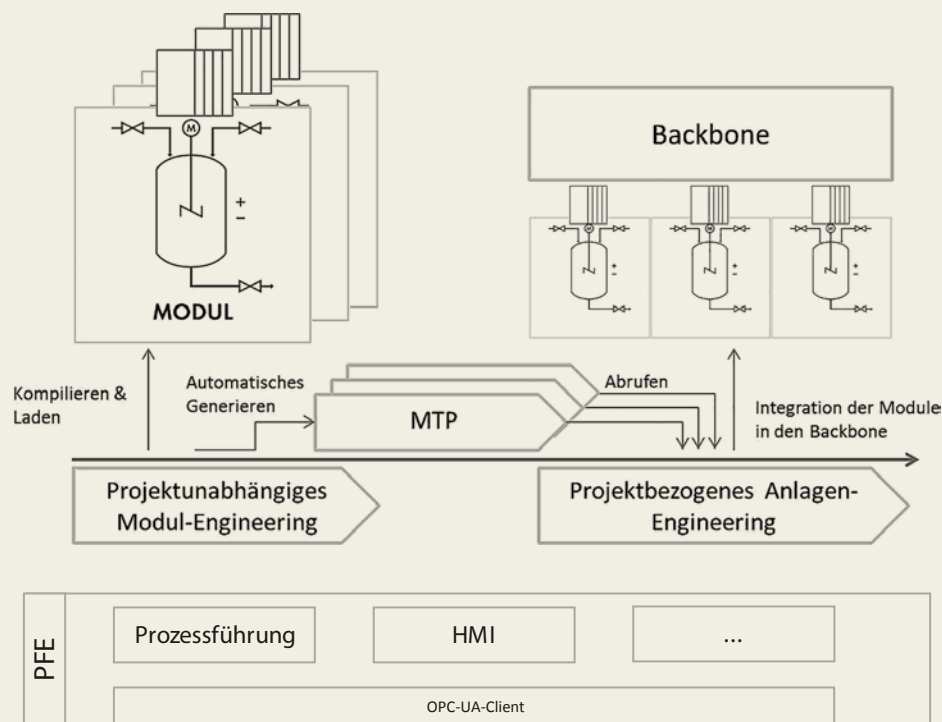 M
+
−
MODUL
Backbone
M
+
−
M
+
−
M
+
−
Kompilieren &
Laden
Automatisches
Generieren
MTP
Abrufen
Integration der Module
in den Backbone
Projektunabhängiges
Modul-Engineering
Projektbezogenes Anlagen-
Engineering
PFE
Prozessführung
HMI
...
OPC-UA-Client